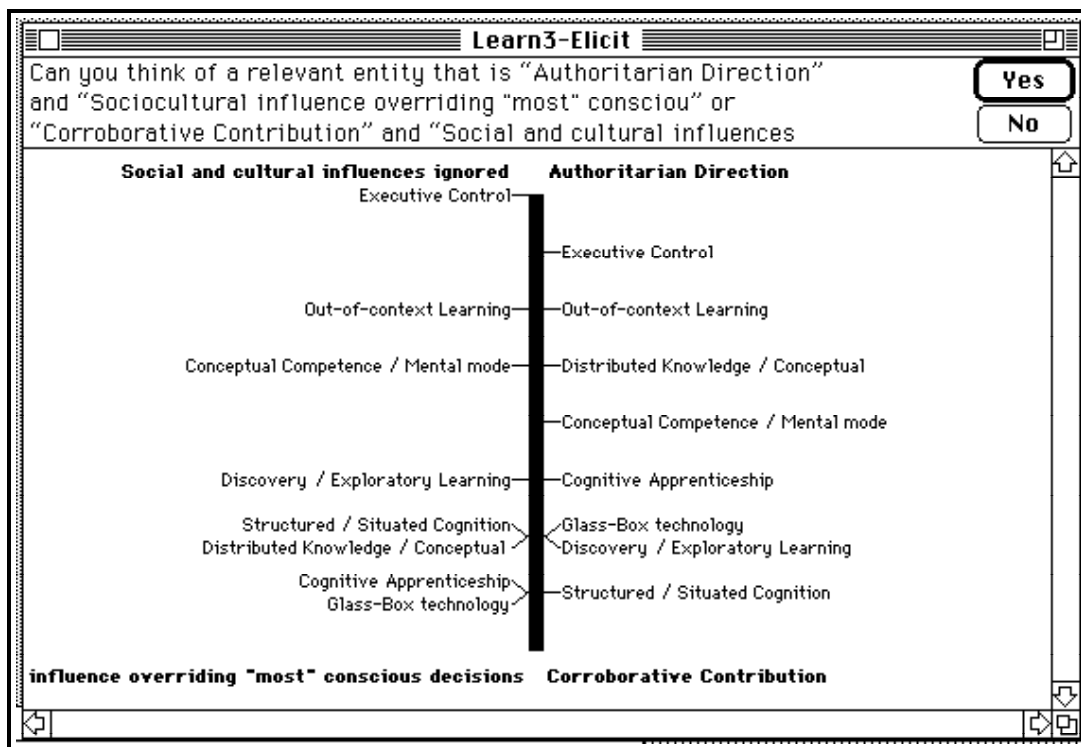 Learn3-Elicit
Can you think of a relevant entity that is “Authoritarian Direction”
and “Sociocultural influence overriding "most" consciou” or
“Corroborative Contribution” and “Social and cultural influences
Yes
No
Social and cultural influences ignored
Authoritarian Direction
Executive Control
Executive Control
Out-of-context Learning
Out-of-context Learning
Conceptual Competence / Mental mode
Distributed Knowledge / Conceptual
Conceptual Competence / Mental mode
Discovery / Exploratory Learning
Cognitive Apprenticeship
Structured / Situated Cognition
Glass-Box technology
Distributed Knowledge / Conceptual
Discovery / Exploratory Learning
Cognitive Apprenticeship
Structured / Situated Cognition
Glass-Box technology
influence overriding "most" conscious decisions
Corroborative Contribution